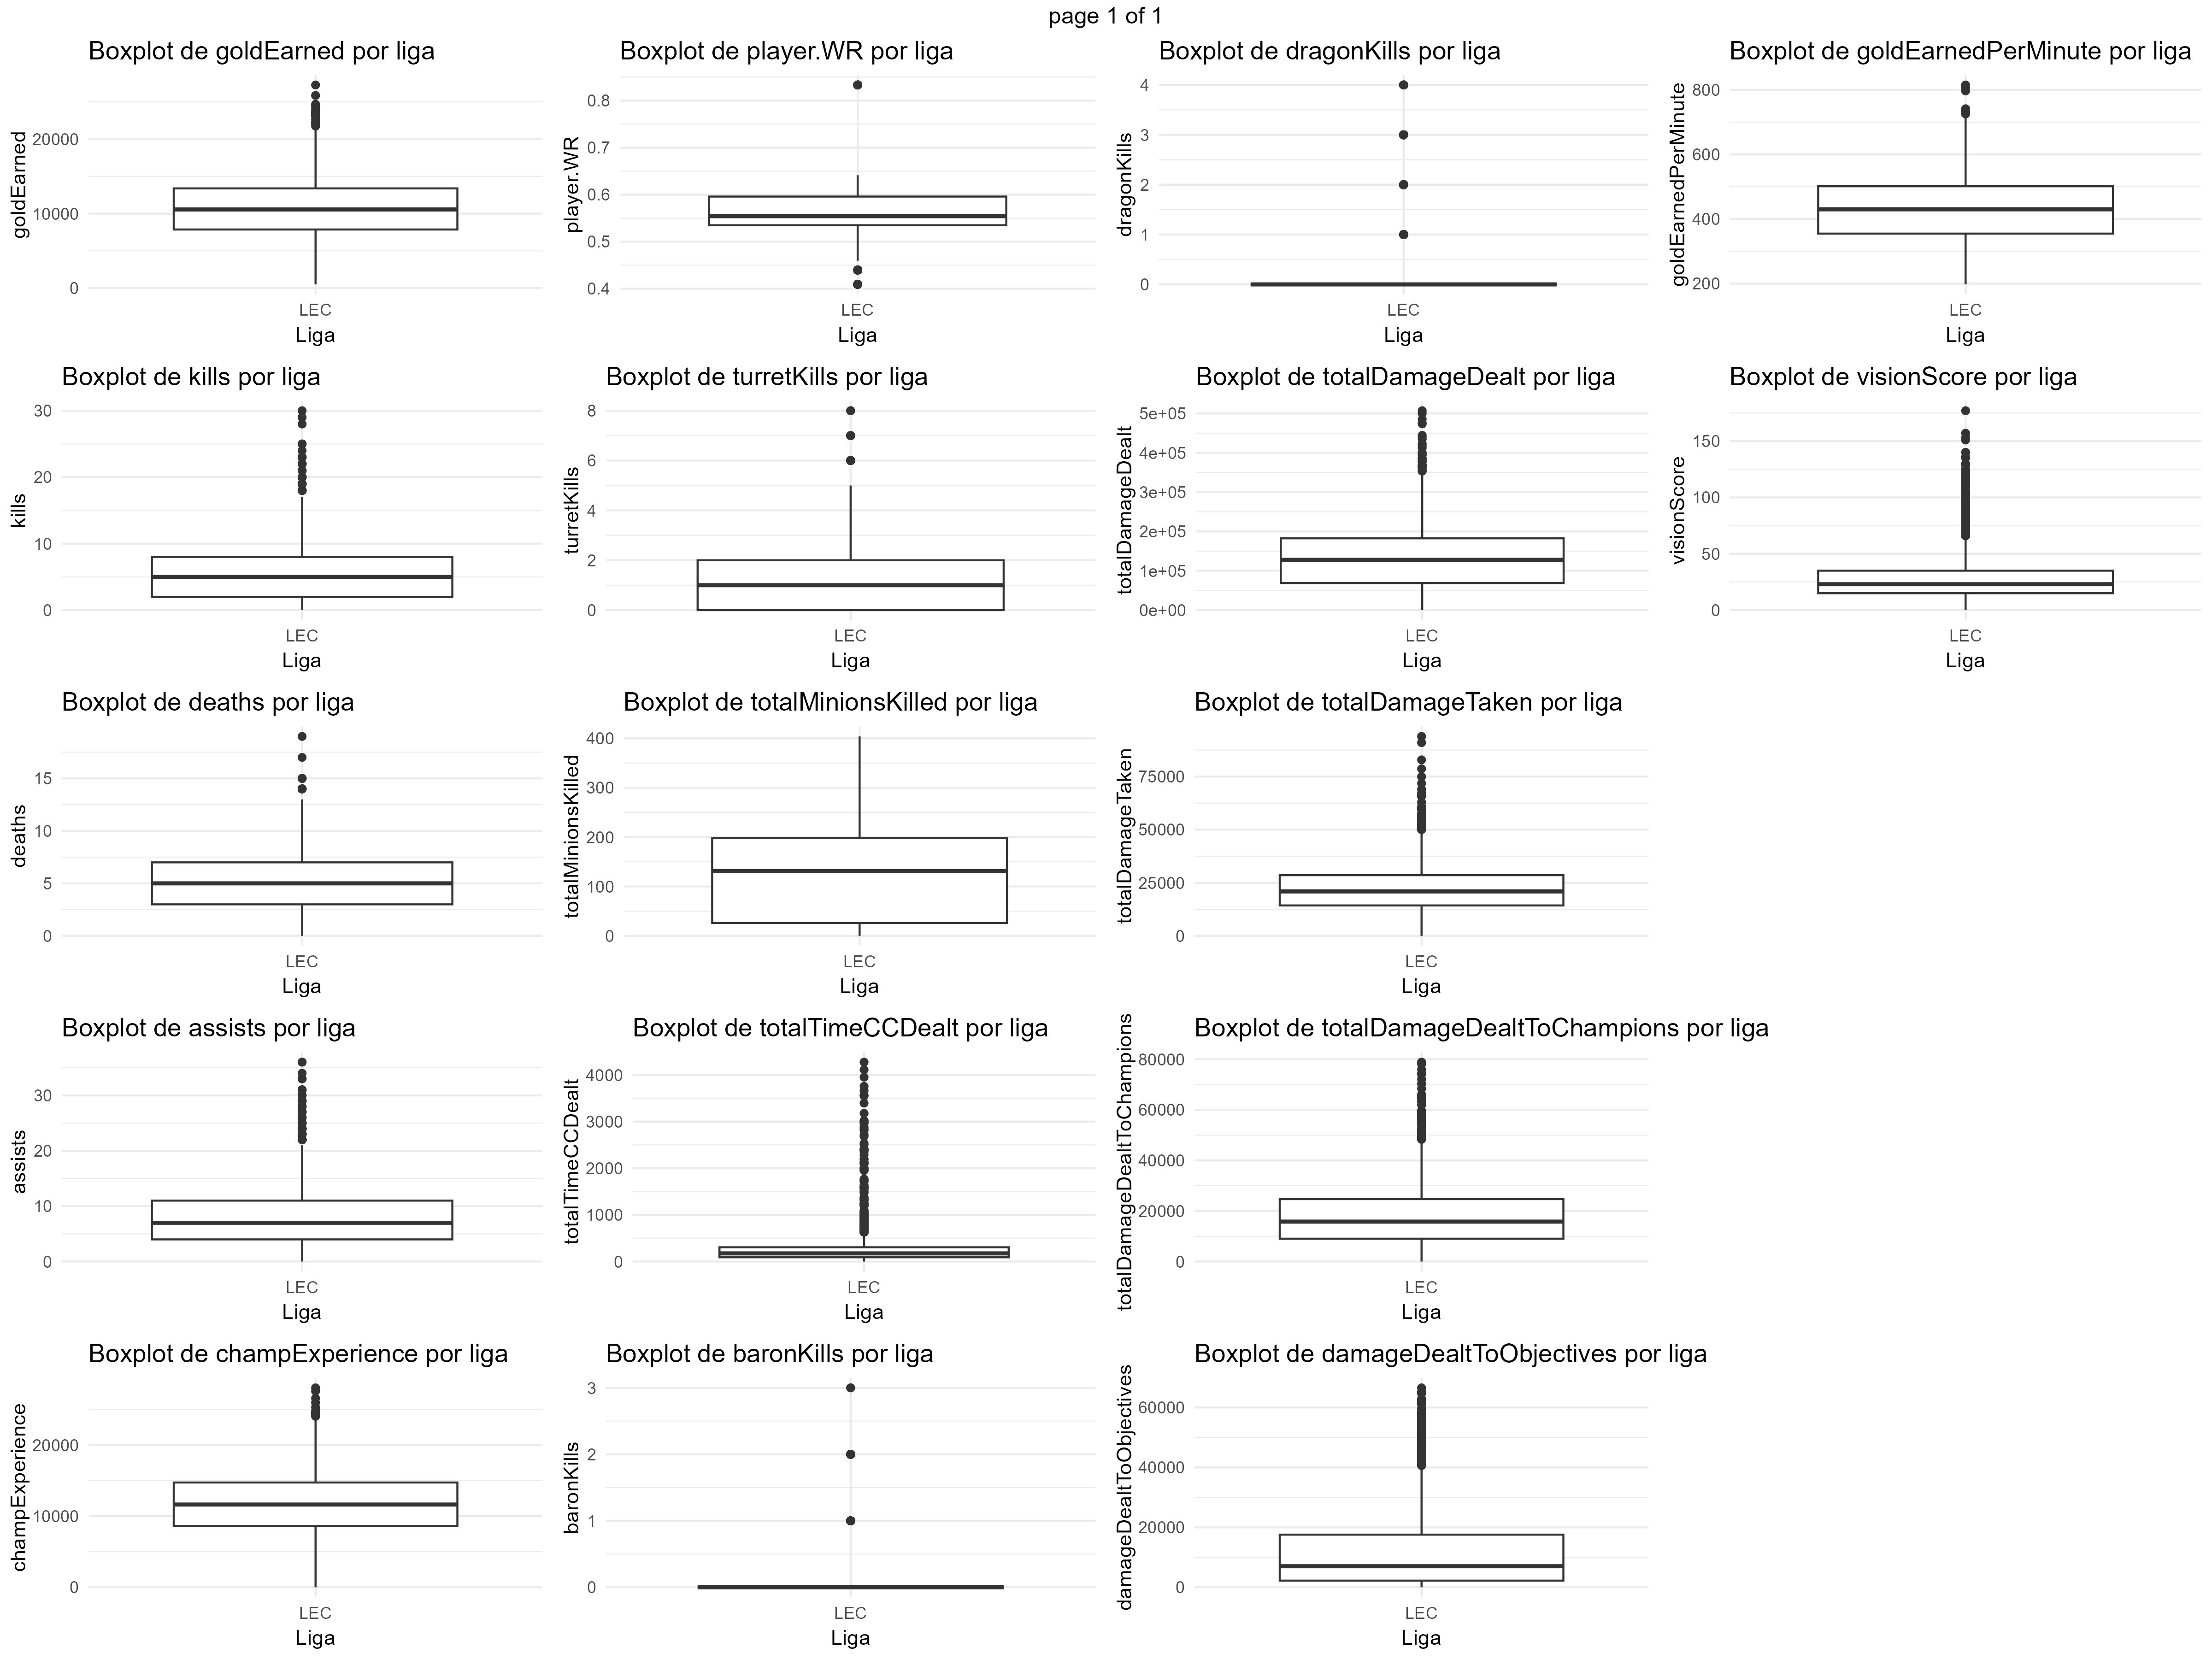 page 1 of 1
Boxplot de goldEarned por liga
goldEarned
20000
10000
0
LEC
Liga
Boxplot de player.WR por liga
player.WR
0.8
0.7
0.6
0.5
0.4
LEC
Liga
Boxplot de dragonKills por liga
dragonKills
4
3
2
1
0
LEC
Liga
Boxplot de goldEarnedPerMinute por liga
goldEarnedPerMinute
800
600
400
200
LEC
Liga
Boxplot de kills por liga
kills
30
20
10
0
LEC
Liga
Boxplot de turretKills por liga
turretKills
8
6
4
2
0
LEC
Liga
Boxplot de totalDamageDealt por liga
totalDamageDealt
5e+05
4e+05
3e+05
2e+05
1e+05
0e+00
LEC
Liga
Boxplot de visionScore por liga
visionScore
150
100
50
0
LEC
Liga
Boxplot de deaths por liga
deaths
15
10
5
0
LEC
Liga
Boxplot de totalMinionsKilled por liga
totalMinionsKilled
400
300
200
100
0
LEC
Liga
Boxplot de totalDamageTaken por liga
totalDamageTaken
75000
50000
25000
0
LEC
Liga
Boxplot de assists por liga
assists
30
20
10
0
LEC
Liga
Boxplot de totalTimeCCDealt por liga
totalTimeCCDealt
4000
3000
2000
1000
0
LEC
Liga
Boxplot de totalDamageDealtToChampions por liga
totalDamageDealtToChampions
80000
60000
40000
20000
0
LEC
Liga
Boxplot de champExperience por liga
champExperience
20000
10000
0
LEC
Liga
Boxplot de baronKills por liga
baronKills
3
2
1
0
LEC
Liga
Boxplot de damageDealtToObjectives por liga
damageDealtToObjectives
60000
40000
20000
0
LEC
Liga